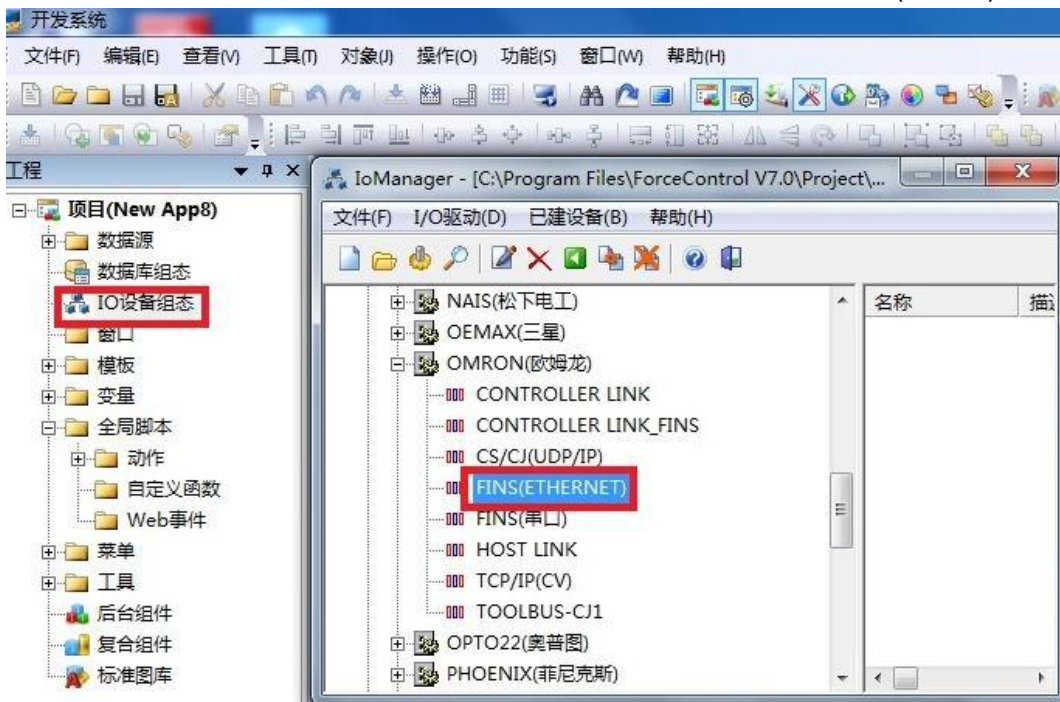 开发系统
文件(F) 编辑(E) 查看(V) 工具(T) 对象(J) 操作(O) 功能(S) 窗口(W) 帮助(H)
工程
项目(New App8)
数据源
数据库组态
IO设备组态
窗口
模板
变量
全局脚本
动作
自定义函数
Web事件
菜单
工具
后台组件
复合组件
标准图库
IoManager - [C:\Program Files\ForceControl V7.0\Project\...
文件(F) I/O驱动(D) 已建设备(B) 帮助(H)
NAIS(松下电工)
OEMAX(三星)
OMRON(欧姆龙)
CONTROLLER LINK
CONTROLLER LINK_FINS
CS/CJ(UDP/IP)
FINS(ETHERNET)
FINS(串口)
HOST LINK
TCP/IP(CV)
TOOLBUS-CJ1
OPTO22(奥普图)
PHOENIX(菲尼克斯)
名称